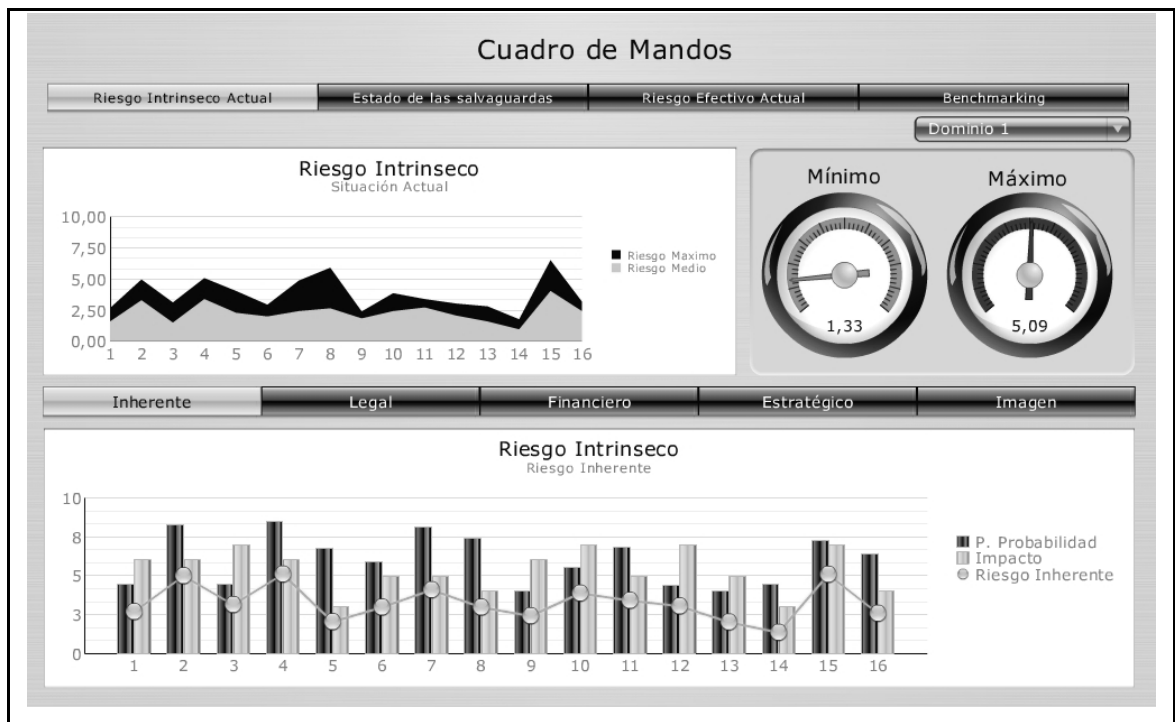 Cuadro de Mandos
Riesgo Intrinseco Actual
Estado de las salvaguardas
Riesgo Efectivo Actual
Benchmarking
Dominio 1
Riesgo Intrinseco
Situación Actual
10,00
7,50
5,00
2,50
0,00
1 2 3 4 5 6 7 8 9 10 11 12 13 14 15 16
Riesgo Maximo
Riesgo Medio
Mínimo
1,33
Máximo
5,09
Inherente
Legal
Financiero
Estratégico
Imagen
Riesgo Intrinseco
Riesgo Inherente
10
8
5
3
0
1 2 3 4 5 6 7 8 9 10 11 12 13 14 15 16
P. Probabilidad
Impacto
Riesgo Inherente